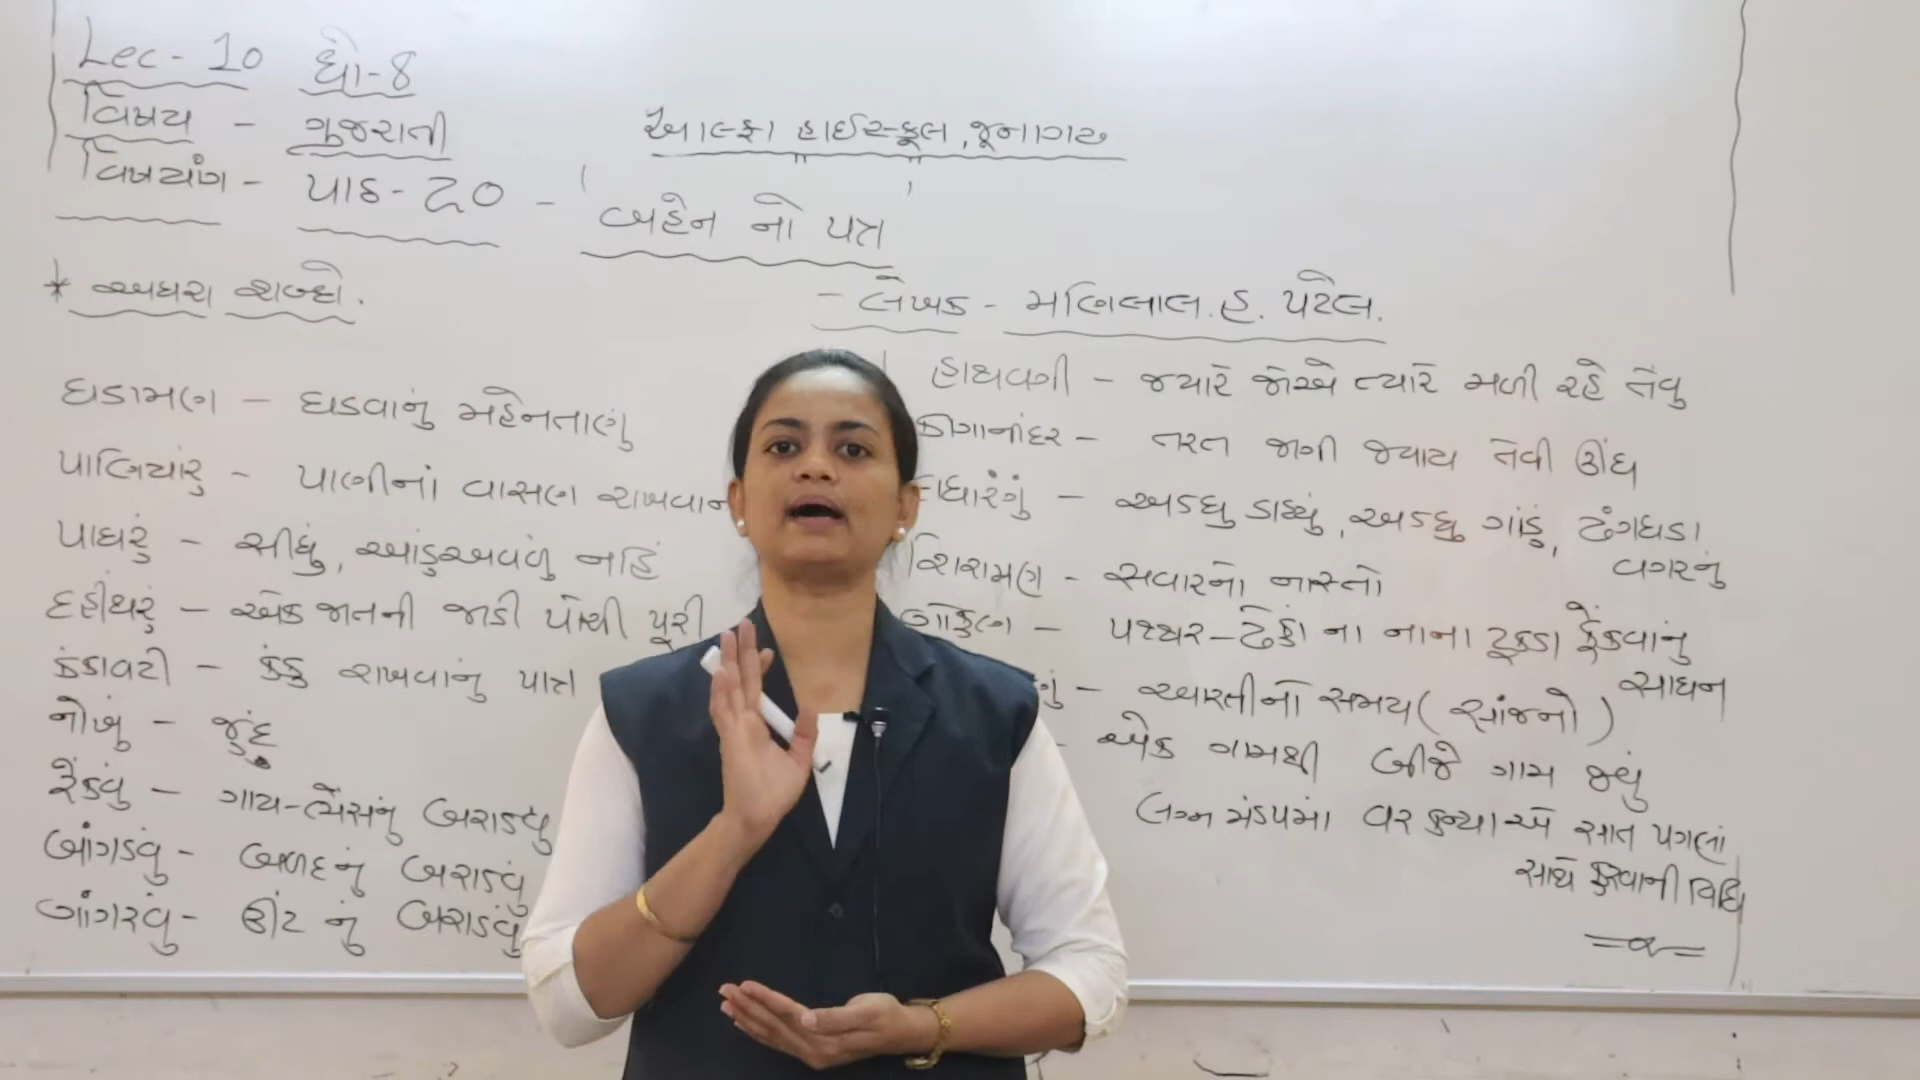 Lec - 10 ધો-8
વિષય - ગુજરાતી
આલ્ફા હાઈસ્કૂલ, જૂનાગઢ
વિષયાંગ - પાઠ - ૨૦ - 'બહેન નો પત્ર'
* અઘરા શબ્દો.
- લેખક - મણિલાલ. હ. પટેલ.
ઘડામણ - ઘડવાનું મહેનતાણું
પાણિયારું - પાણીનાં વાસણ રાખવાન
પાધરું - સીધું, આડુંઅવળું નહિં
દહીંથરું - એક જાતની જાડી પોચી પૂરી
કંકાવટી - કંકુ રાખવાનું પાત્ર
નોખું - જુદુ
રેંકવું - ગાય-ભેંસનું બરાડવું
બાંગડવું - બળદનું બરાડવું
ગાંગરવું - ઊંટ નું બરાડવું
હાથવગી - જ્યારે જોઈએ ત્યારે મળી રહે તેવુ
કાગાનીંદર - તરત જાગી જવાય તેવી ઊંઘ
ધારંગું - અડધુ ડાહ્યું, અડધુ ગાંડું, ઢંગધડા વગરનું
શિરામણ - સવારનો નાસ્તો
ગોફણ - પથ્થર-ઢેફાં ના નાના ટૂકડા ફેંકવાનું સાધન
ણું - આરતીનો સમય (સાંજનો)
- એક ગામથી બીજે ગામ જવું
લગ્ન મંડપમાં વર કન્યાએ સાત પગલાં
સાથે ફરવાની વિધિ